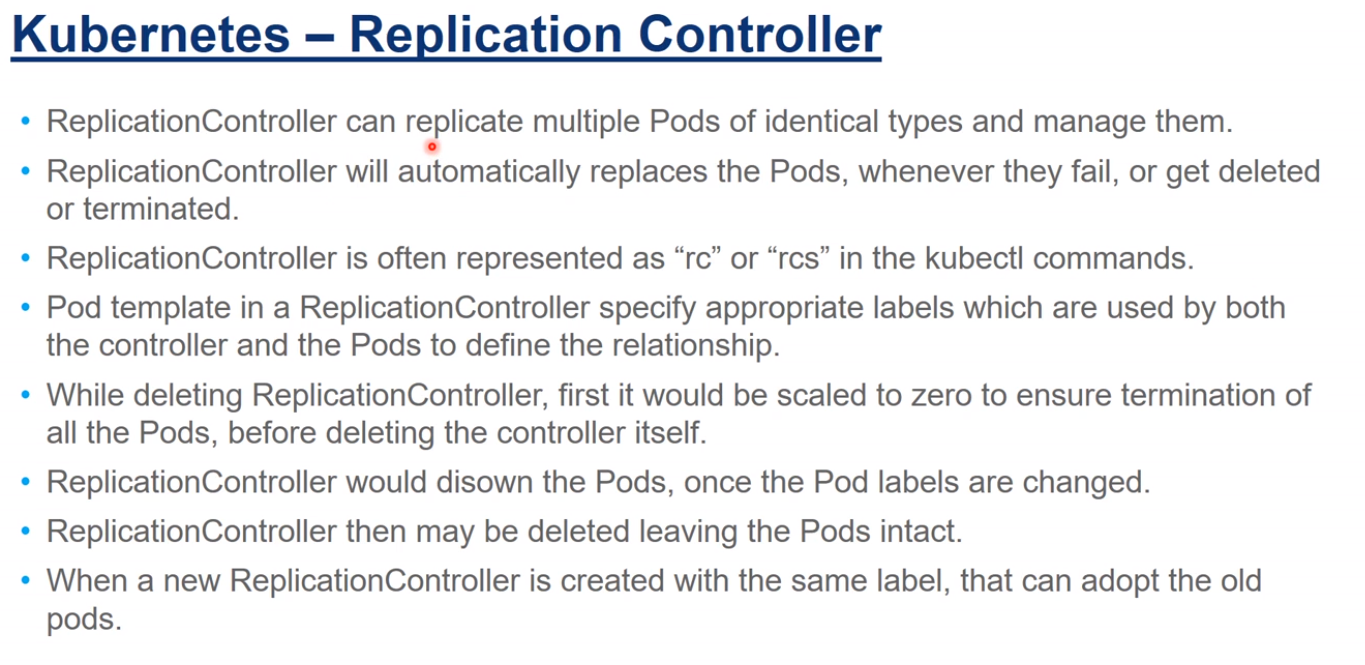 Kubernetes – Replication Controller
• ReplicationController can replicate multiple Pods of identical types and manage them.
• ReplicationController will automatically replaces the Pods, whenever they fail, or get deleted
or terminated.
• ReplicationController is often represented as “rc” or “rcs” in the kubectl commands.
• Pod template in a ReplicationController specify appropriate labels which are used by both
the controller and the Pods to define the relationship.
• While deleting ReplicationController, first it would be scaled to zero to ensure termination of
all the Pods, before deleting the controller itself.
• ReplicationController would disown the Pods, once the Pod labels are changed.
• ReplicationController then may be deleted leaving the Pods intact.
• When a new ReplicationController is created with the same label, that can adopt the old
pods.